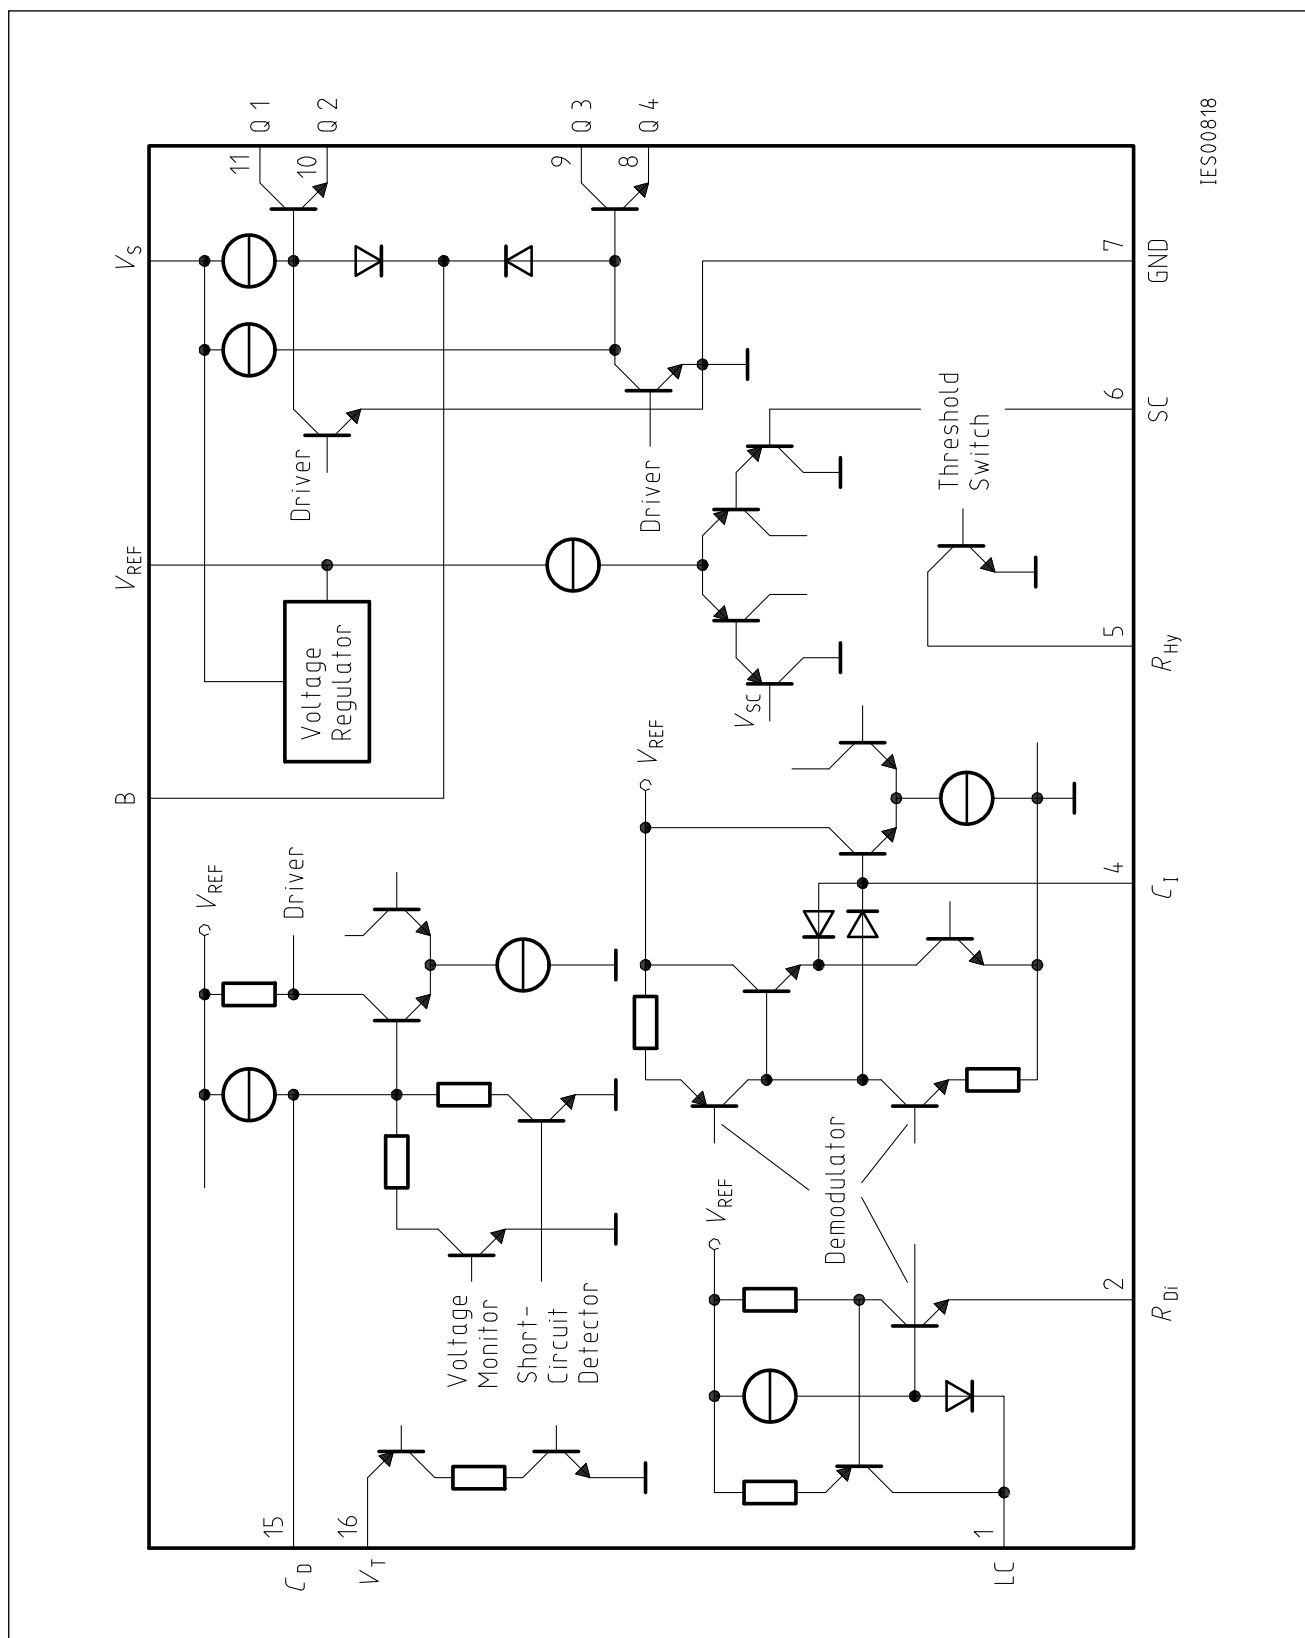 Q 1
11
Q 2
10
Q 3
9
Q 4
8
V_S
V_REF
B
Driver
Driver
Voltage
Regulator
V_SC
7
GND
6
SC
Threshold
Switch
5
R_Hy
V_REF
Driver
V_REF
4
C_I
Voltage
Monitor
Short-
Circuit
Detector
Demodulator
V_REF
2
R_Di
15
C_D
16
V_T
1
LC
IES00818